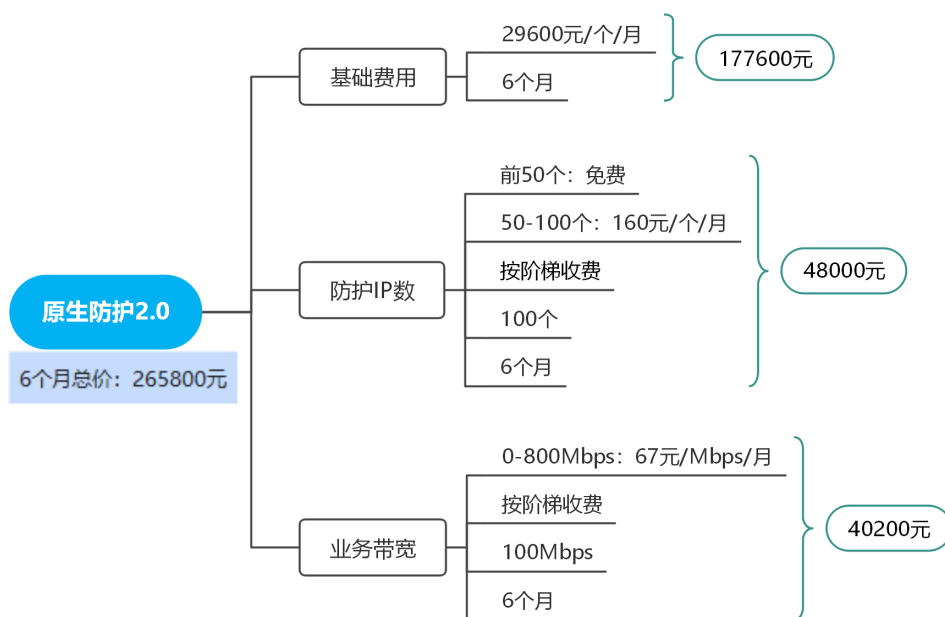 原生防护2.0
6个月总价：265800元
基础费用
29600元/个/月
6个月
177600元
防护IP数
前50个：免费
50-100个：160元/个/月
按阶梯收费
100个
6个月
48000元
业务带宽
0-800Mbps：67元/Mbps/月
按阶梯收费
100Mbps
6个月
40200元